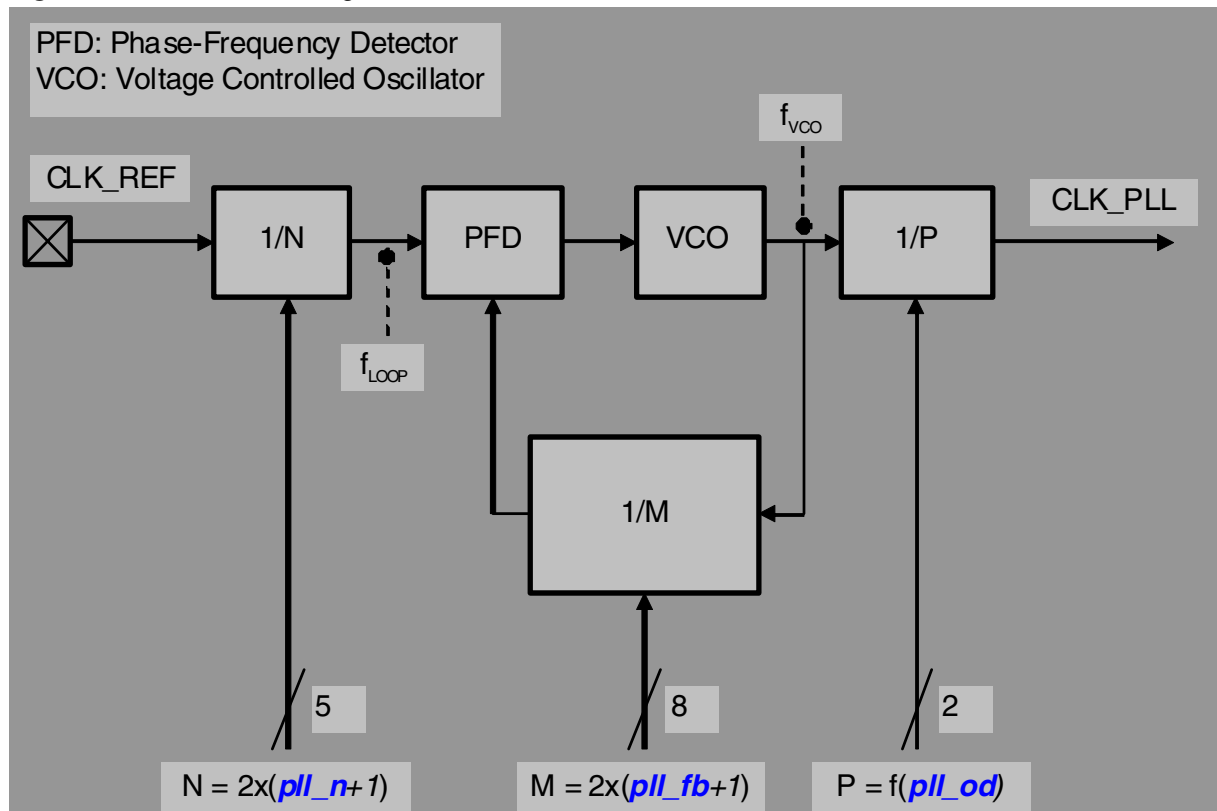 PFD: Phase-Frequency Detector
VCO: Voltage Controlled Oscillator
f_VCO
CLK_REF
CLK_PLL
1/N
PFD
VCO
1/P
f_LOOP
1/M
5
8
2
N = 2x(pll_n+1)
M = 2x(pll_fb+1)
P = f(pll_od)